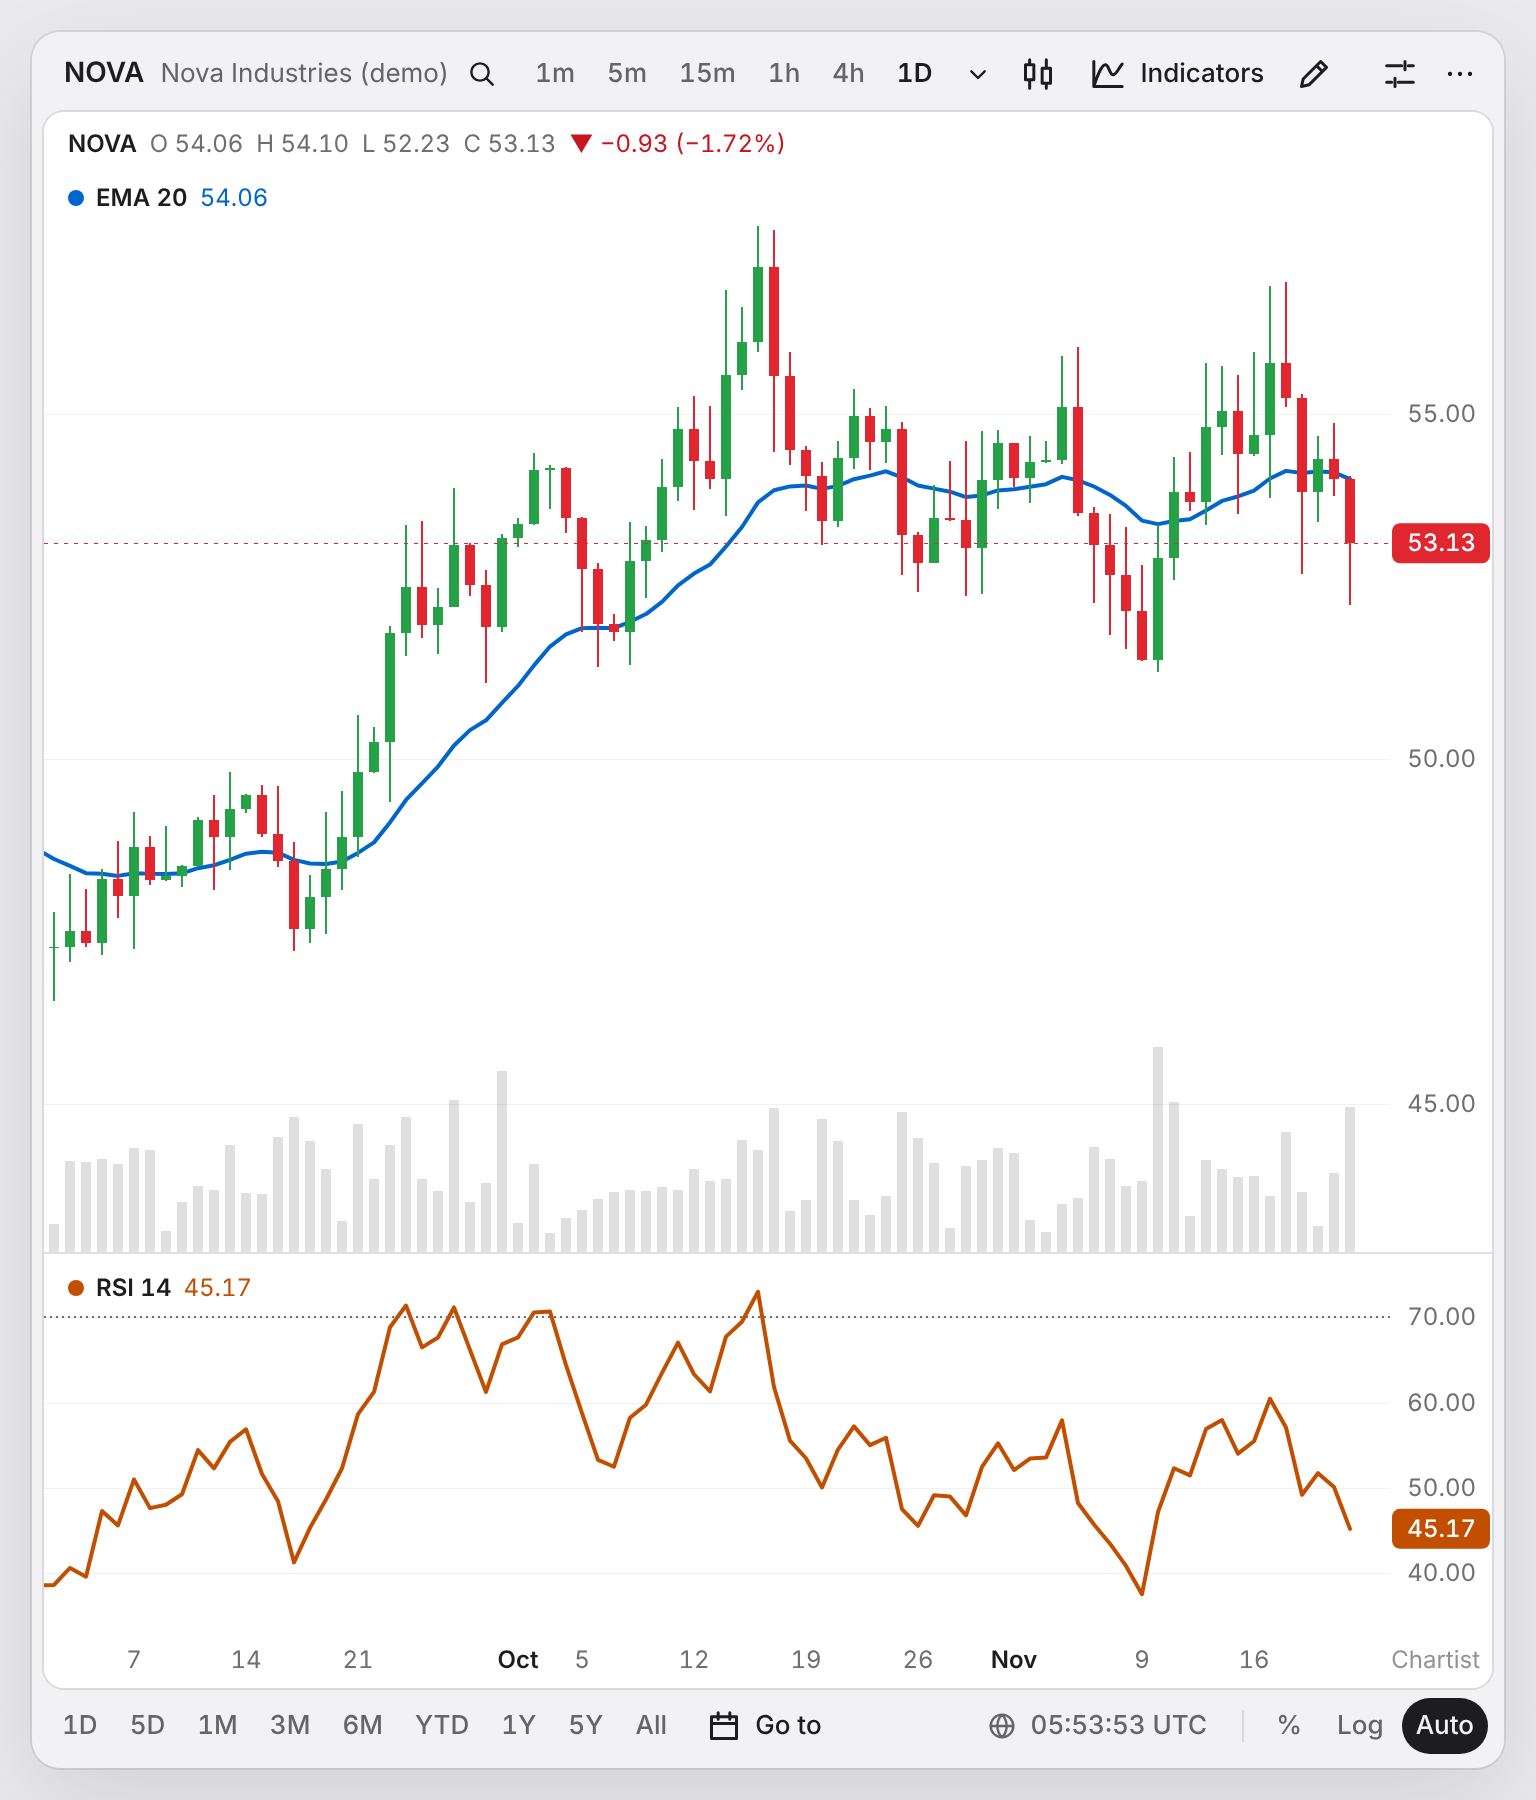 NOVA Nova Industries (demo) 1m 5m 15m 1h 4h 1D Indicators
NOVA O 54.06 H 54.10 L 52.23 C 53.13 ▼ −0.93 (−1.72%)
EMA 20 54.06
55.00
53.13
50.00
45.00
RSI 14 45.17
70.00
60.00
50.00
45.17
40.00
7 14 21 Oct 5 12 19 26 Nov 9 16 Chartist
1D 5D 1M 3M 6M YTD 1Y 5Y All Go to 05:53:53 UTC % Log Auto